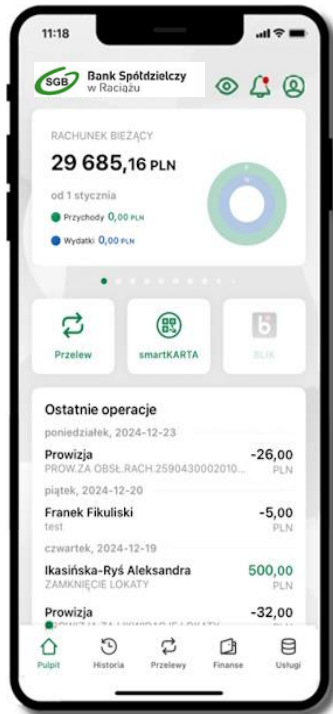 11:18
SGB Bank Spółdzielczy
w Raciążu
RACHUNEK BIEŻĄCY
29 685,16 PLN
od 1 stycznia
Przychody 0,00 PLN
Wydatki 0,00 PLN
Przelew
smartKARTA
BLIK
Ostatnie operacje
poniedziałek, 2024-12-23
Prowizja -26,00
PROW.ZA OBSŁ.RACH.2590430002010... PLN
piątek, 2024-12-20
Franek Fikuliski -5,00
test PLN
czwartek, 2024-12-19
Ikasińska-Ryś Aleksandra 500,00
ZAMKNIĘCIE LOKATY PLN
Prowizja -32,00
Pulpit Historia Przelewy Finanse Usługi